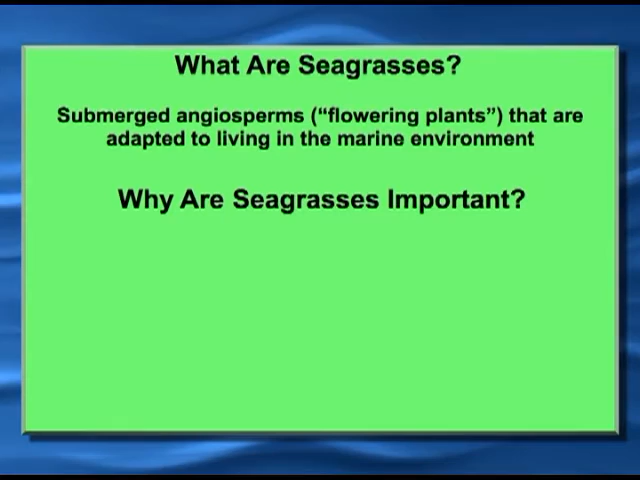 What Are Seagrasses?
Submerged angiosperms (“flowering plants”) that are
adapted to living in the marine environment
Why Are Seagrasses Important?